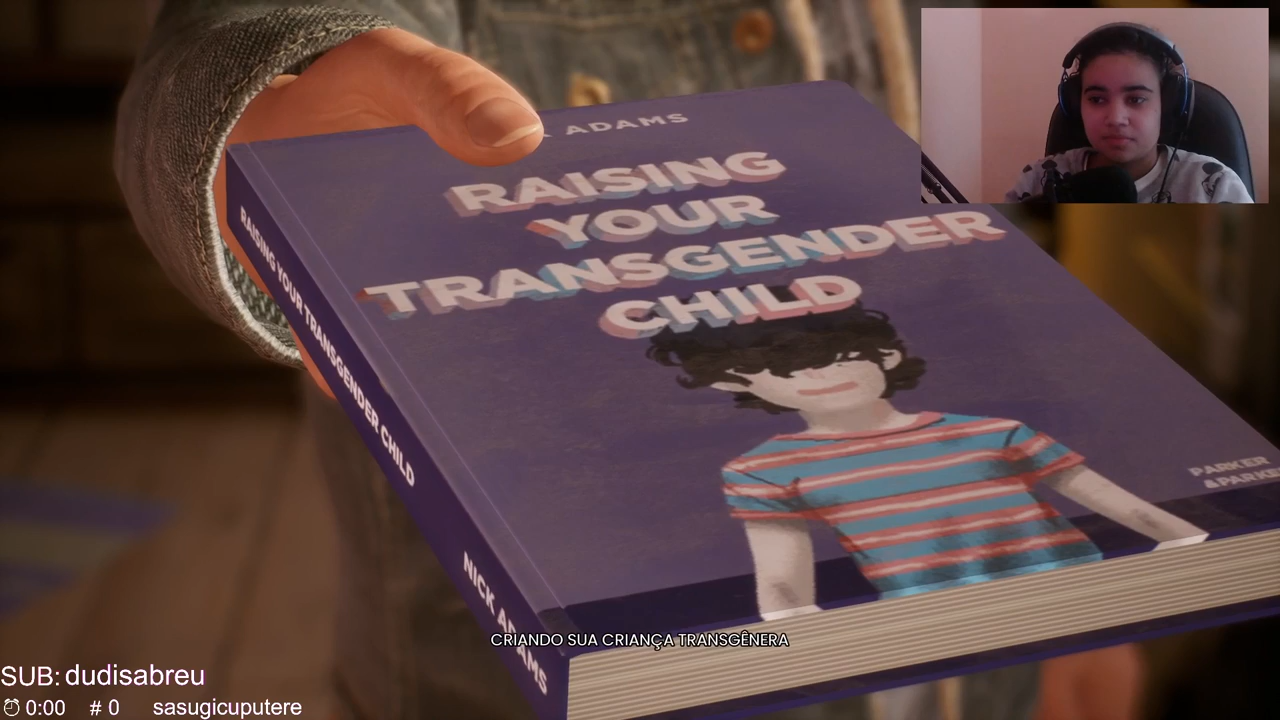 ADAMS
RAISING
YOUR
TRANSGENDER
CHILD
RAISING YOUR TRANSGENDER CHILD
NICK ADAMS
PARKER
&PARKER
CRIANDO SUA CRIANÇA TRANSGÊNERA
SUB: dudisabreu
0:00 # 0 sasugicuputere